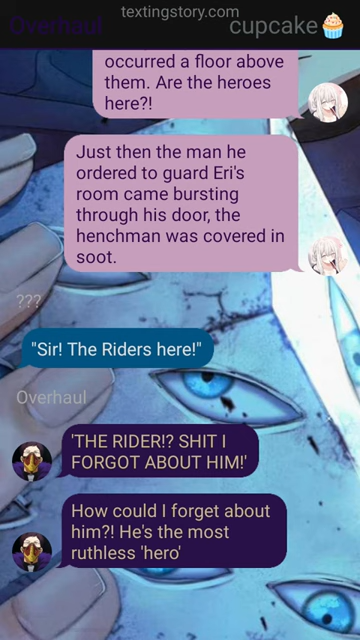 textingstory.com
Overhaul
cupcake🧁
occurred a floor above
them. Are the heroes
here?!
Just then the man he
ordered to guard Eri's
room came bursting
through his door, the
henchman was covered in
soot.
???
"Sir! The Riders here!"
Overhaul
'THE RIDER!? SHIT I
FORGOT ABOUT HIM!'
How could I forget about
him?! He's the most
ruthless 'hero'